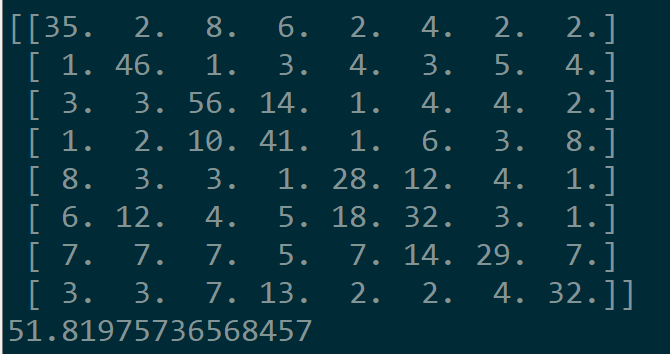 [[35. 2. 8. 6. 2. 4. 2. 2.]
[ 1. 46. 1. 3. 4. 3. 5. 4.]
[ 3. 3. 56. 14. 1. 4. 4. 2.]
[ 1. 2. 10. 41. 1. 6. 3. 8.]
[ 8. 3. 3. 1. 28. 12. 4. 1.]
[ 6. 12. 4. 5. 18. 32. 3. 1.]
[ 7. 7. 7. 5. 7. 14. 29. 7.]
[ 3. 3. 7. 13. 2. 2. 4. 32.]]
51.81975736568457